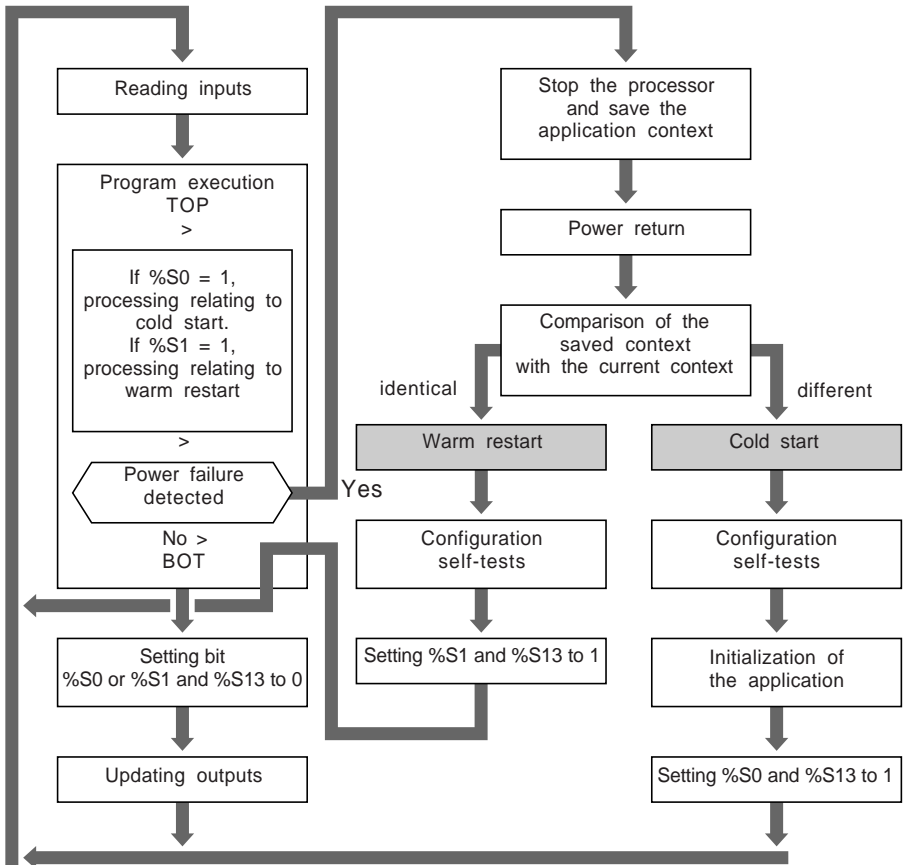 Reading inputs
Program execution
TOP
>
If %S0 = 1,
processing relating to
cold start.
If %S1 = 1,
processing relating to
warm restart
>
Power failure
detected
Yes
No >
BOT
Setting bit
%S0 or %S1 and %S13 to 0
Updating outputs
Stop the processor
and save the
application context
Power return
Comparison of the
saved context
with the current context
identical
different
Warm restart
Configuration
self-tests
Setting %S1 and %S13 to 1
Cold start
Configuration
self-tests
Initialization of
the application
Setting %S0 and %S13 to 1